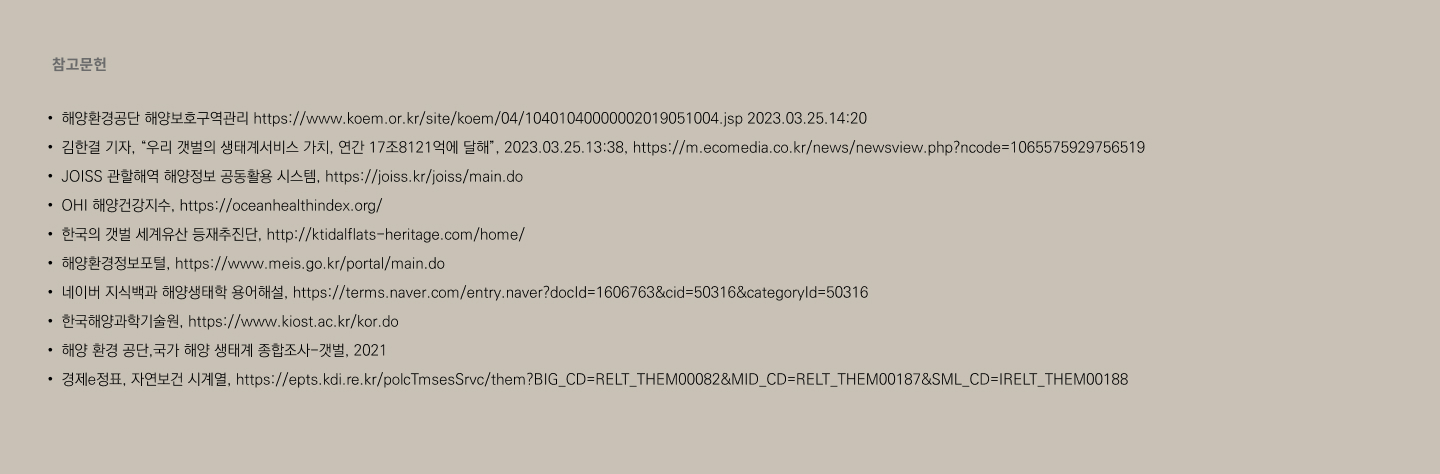 참고문헌
• 해양환경공단 해양보호구역관리 https://www.koem.or.kr/site/koem/04/10401040000002019051004.jsp 2023.03.25.14:20
• 김한결 기자, “우리 갯벌의 생태계서비스 가치, 연간 17조8121억에 달해”, 2023.03.25.13:38, https://m.ecomedia.co.kr/news/newsview.php?ncode=1065575929756519
• JOISS 관할해역 해양정보 공동활용 시스템, https://joiss.kr/joiss/main.do
• OHI 해양건강지수, https://oceanhealthindex.org/
• 한국의 갯벌 세계유산 등재추진단, http://ktidalflats-heritage.com/home/
• 해양환경정보포털, https://www.meis.go.kr/portal/main.do
• 네이버 지식백과 해양생태학 용어해설, https://terms.naver.com/entry.naver?docId=1606763&cid=50316&categoryId=50316
• 한국해양과학기술원, https://www.kiost.ac.kr/kor.do
• 해양 환경 공단,국가 해양 생태계 종합조사-갯벌, 2021
• 경제e정표, 자연보건 시계열, https://epts.kdi.re.kr/polcTmsesSrvc/them?BIG_CD=RELT_THEM00082&MID_CD=RELT_THEM00187&SML_CD=IRELT_THEM00188